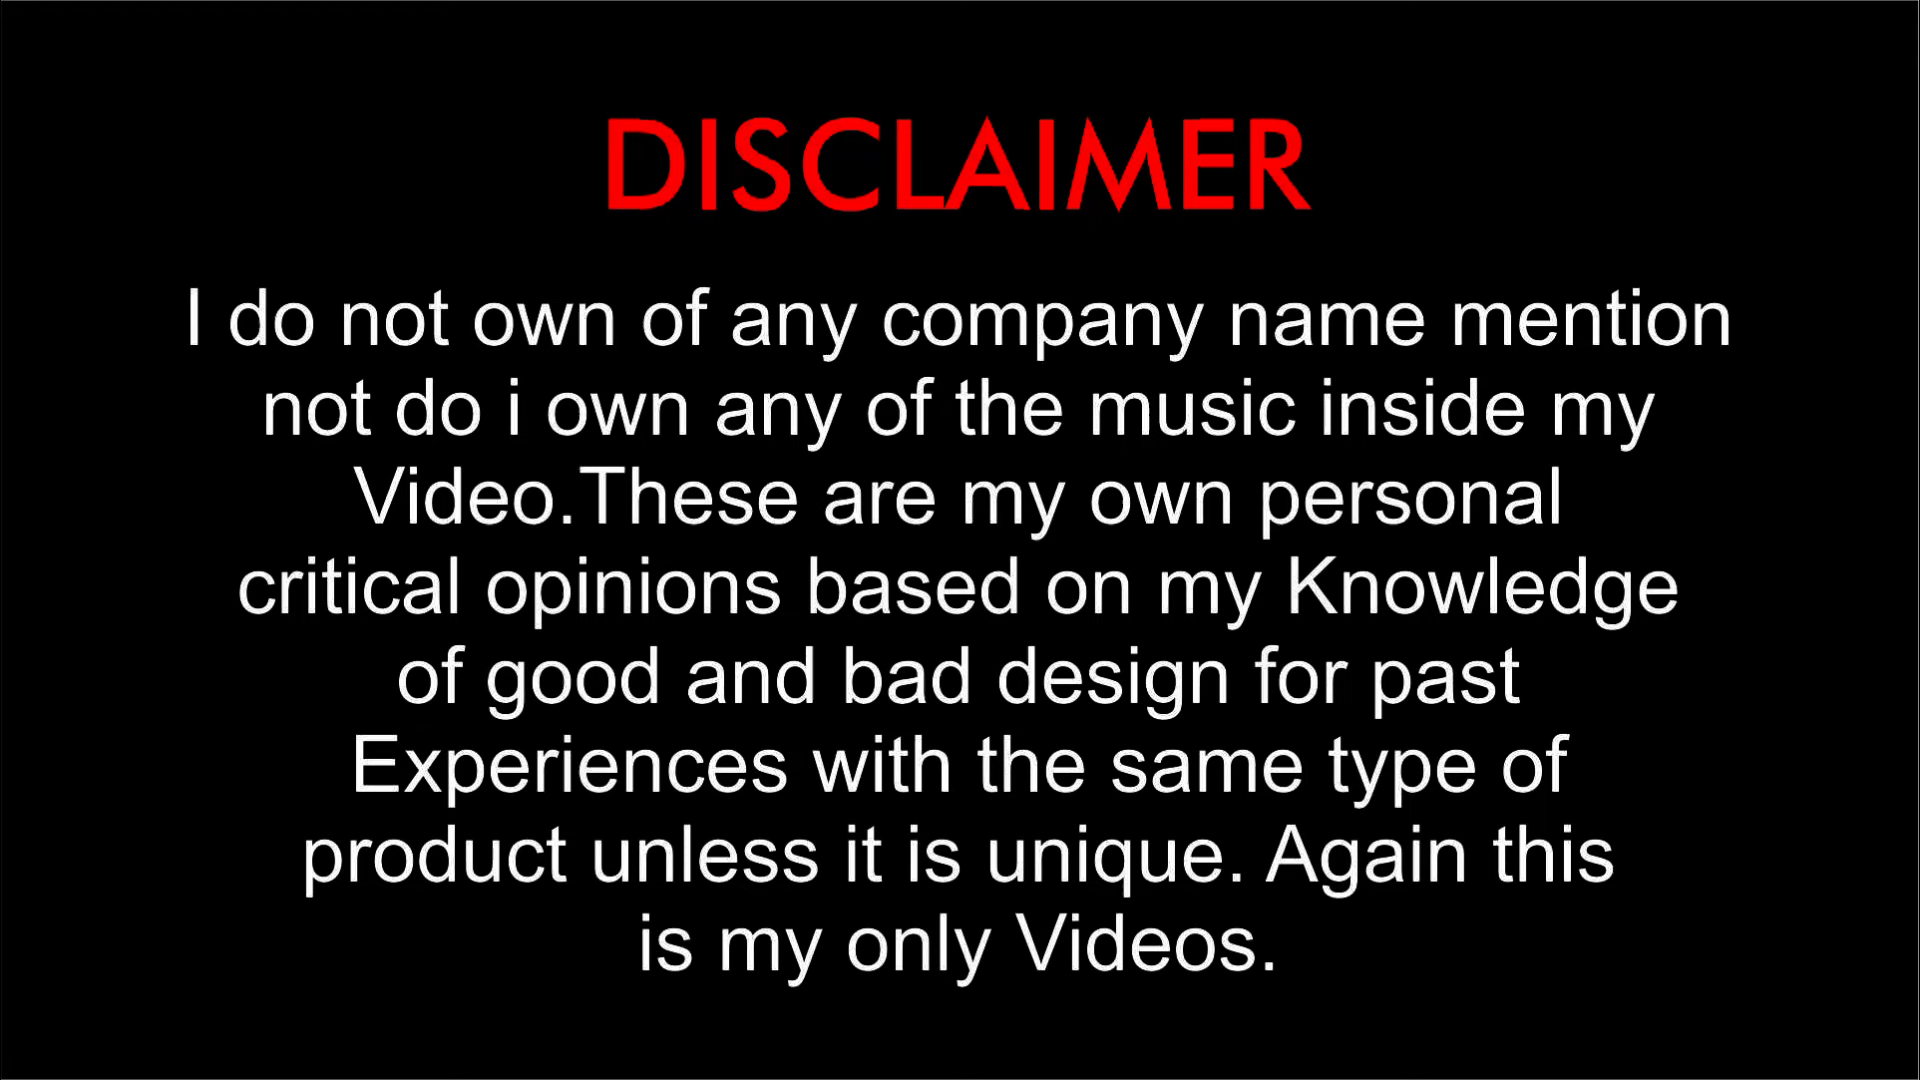 DISCLAIMER
I do not own of any company name mention
not do i own any of the music inside my
Video.These are my own personal
critical opinions based on my Knowledge
of good and bad design for past
Experiences with the same type of
product unless it is unique. Again this
is my only Videos.